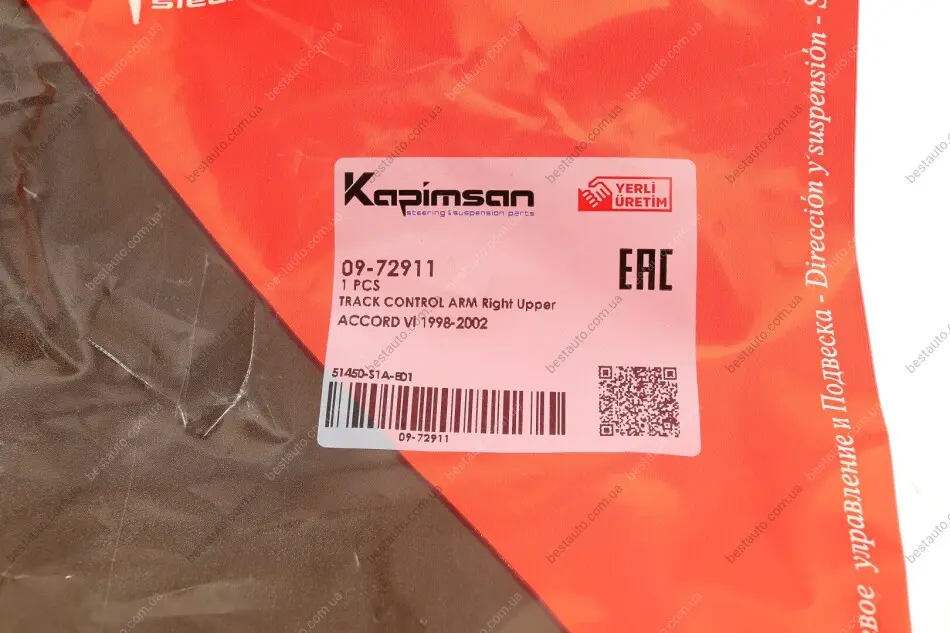 Kapimsan
steering & suspension parts
YERLİ
ÜRETİM
09-72911
1 PCS
EAC
TRACK CONTROL ARM Right Upper
ACCORD VI 1998-2002
51450-S1A-E01
09-72911
вое управление и Подвеска - Dirección y suspensión - S
bestauto.com.ua